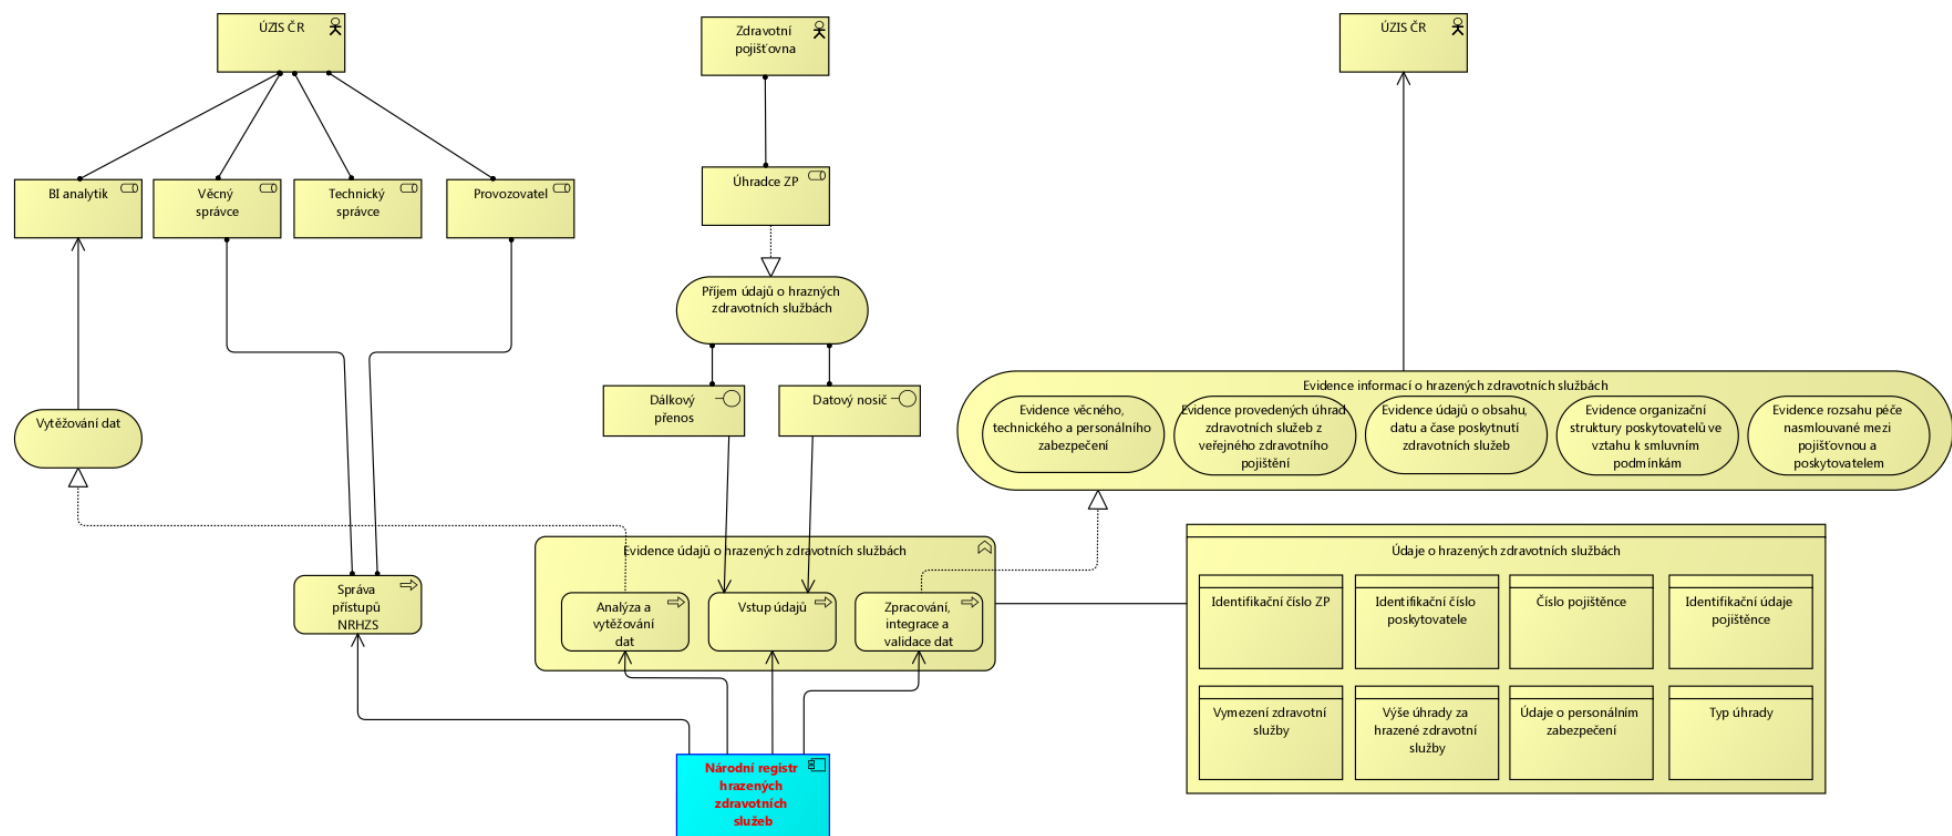 ÚZIS ČR
Zdravotní
pojišťovna
ÚZIS ČR
BI analytik
Věcný
správce
Technický
správce
Provozovatel
Úhradce ZP
Příjem údajů o hrazných
zdravotních službách
Dálkový
přenos
Datový nosič
Vytěžování dat
Evidence informací o hrazených zdravotních službách
Evidence věcného,
technického a personálního
zabezpečení
Evidence provedených úhrad
zdravotních služeb z
veřejného zdravotního
pojištění
Evidence údajů o obsahu,
datu a čase poskytnutí
zdravotních služeb
Evidence organizační
struktury poskytovatelů ve
vztahu k smluvním
podmínkám
Evidence rozsahu péče
nasmlouvané mezi
pojišťovnou a
poskytovatelem
Správa
přístupů
NRHZS
Evidence údajů o hrazených zdravotních službách
Analýza a
vytěžování
dat
Vstup údajů
Zpracování,
integrace a
validace dat
Údaje o hrazených zdravotních službách
Identifikační číslo ZP
Identifikační číslo
poskytovatele
Číslo pojištěnce
Identifikační údaje
pojištěnce
Vymezení zdravotní
služby
Výše úhrady za
hrazené zdravotní
služby
Údaje o personálním
zabezpečení
Typ úhrady
Národní registr
hrazených
zdravotních
služeb